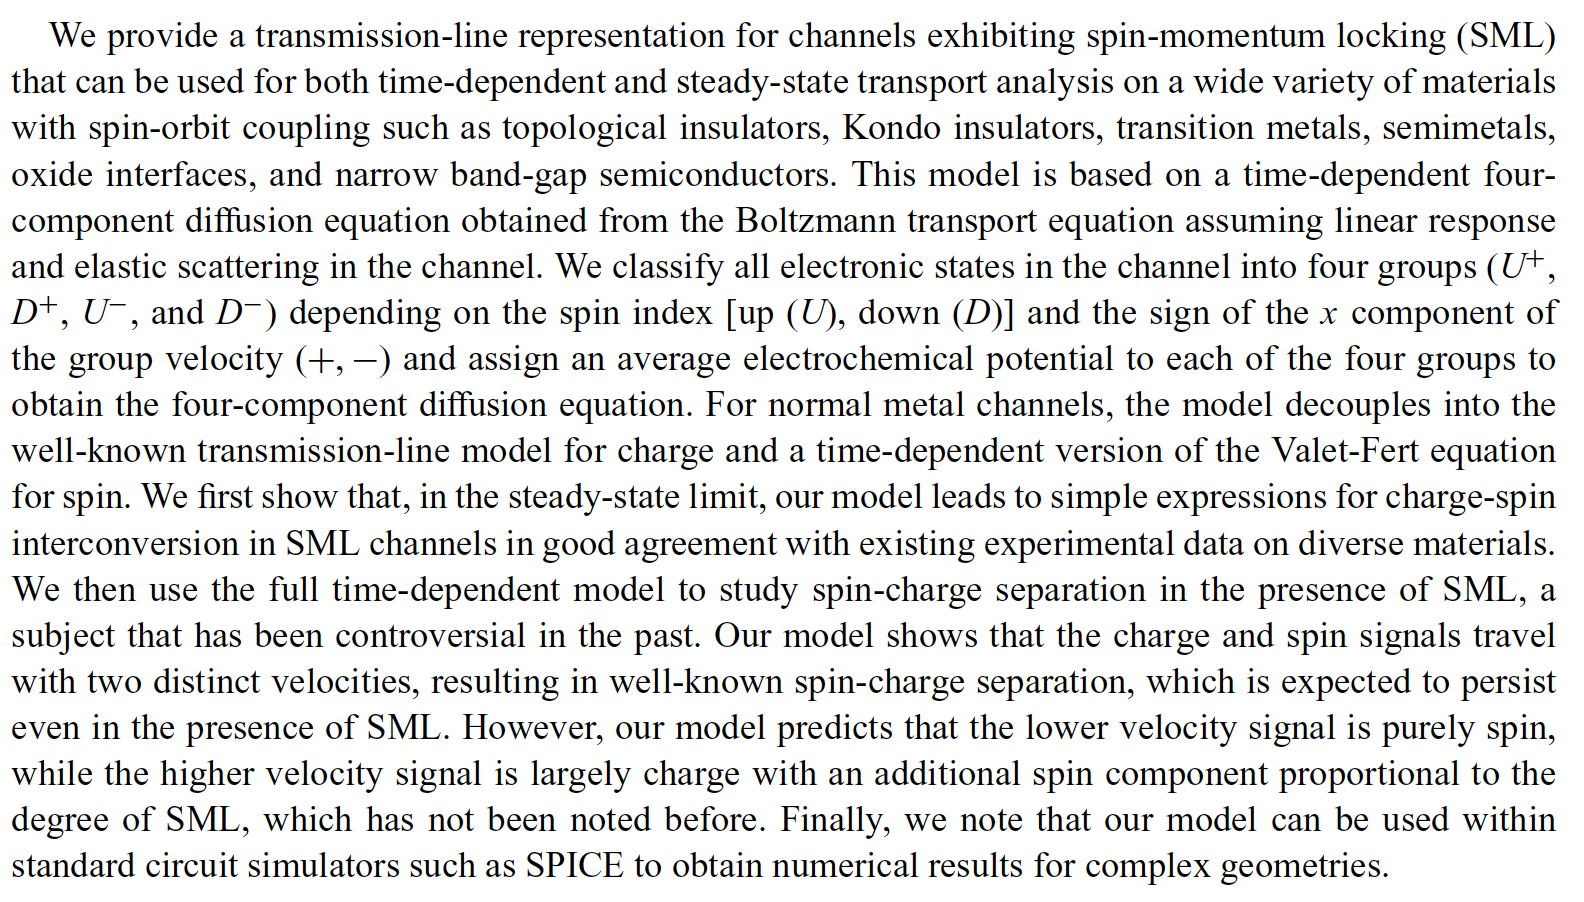 We provide a transmission-line representation for channels exhibiting spin-momentum locking (SML)
that can be used for both time-dependent and steady-state transport analysis on a wide variety of materials
with spin-orbit coupling such as topological insulators, Kondo insulators, transition metals, semimetals,
oxide interfaces, and narrow band-gap semiconductors. This model is based on a time-dependent four-
component diffusion equation obtained from the Boltzmann transport equation assuming linear response
and elastic scattering in the channel. We classify all electronic states in the channel into four groups (U⁺,
D⁺, U⁻, and D⁻) depending on the spin index [up (U), down (D)] and the sign of the x component of
the group velocity (+, −) and assign an average electrochemical potential to each of the four groups to
obtain the four-component diffusion equation. For normal metal channels, the model decouples into the
well-known transmission-line model for charge and a time-dependent version of the Valet-Fert equation
for spin. We first show that, in the steady-state limit, our model leads to simple expressions for charge-spin
interconversion in SML channels in good agreement with existing experimental data on diverse materials.
We then use the full time-dependent model to study spin-charge separation in the presence of SML, a
subject that has been controversial in the past. Our model shows that the charge and spin signals travel
with two distinct velocities, resulting in well-known spin-charge separation, which is expected to persist
even in the presence of SML. However, our model predicts that the lower velocity signal is purely spin,
while the higher velocity signal is largely charge with an additional spin component proportional to the
degree of SML, which has not been noted before. Finally, we note that our model can be used within
standard circuit simulators such as SPICE to obtain numerical results for complex geometries.